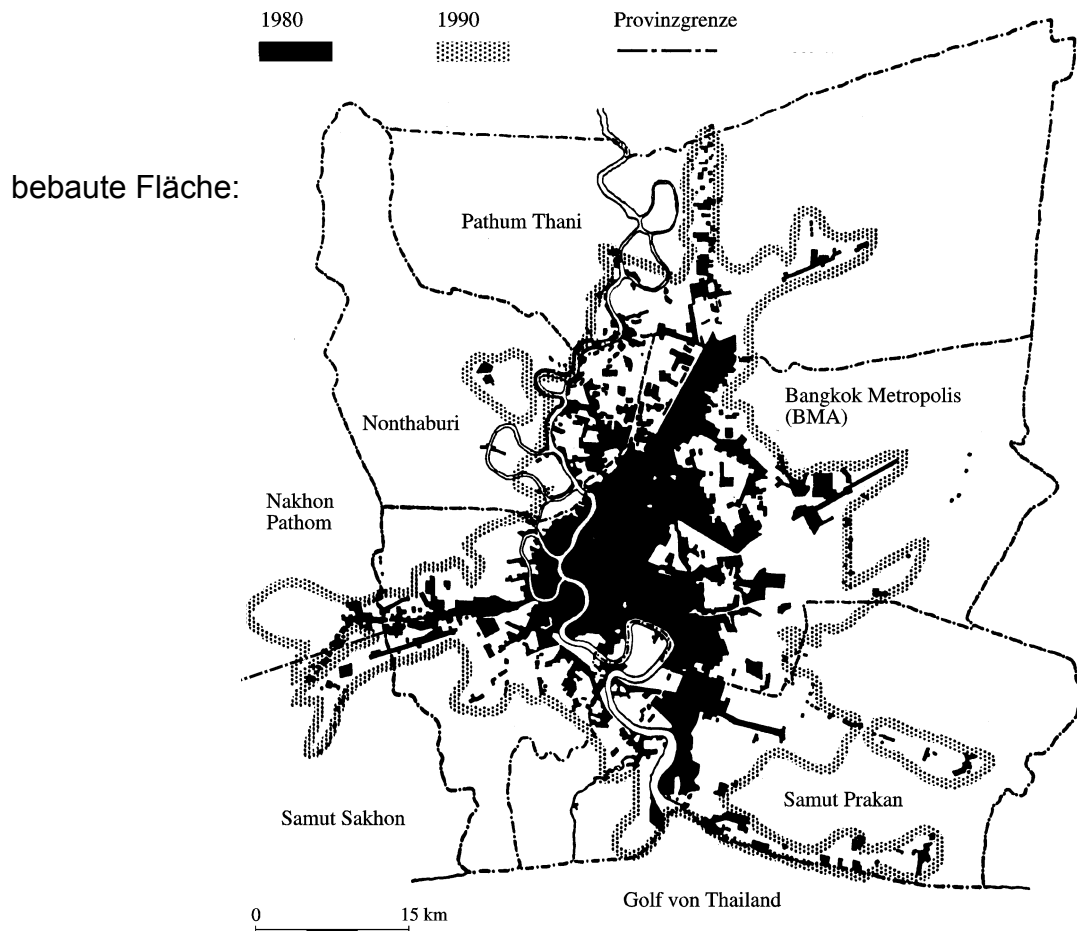 1980 1990 Provinzgrenze
bebaute Fläche:
Pathum Thani
Bangkok Metropolis
(BMA)
Nonthaburi
Nakhon
Pathom
Samut Prakan
Samut Sakhon
Golf von Thailand
0 15 km